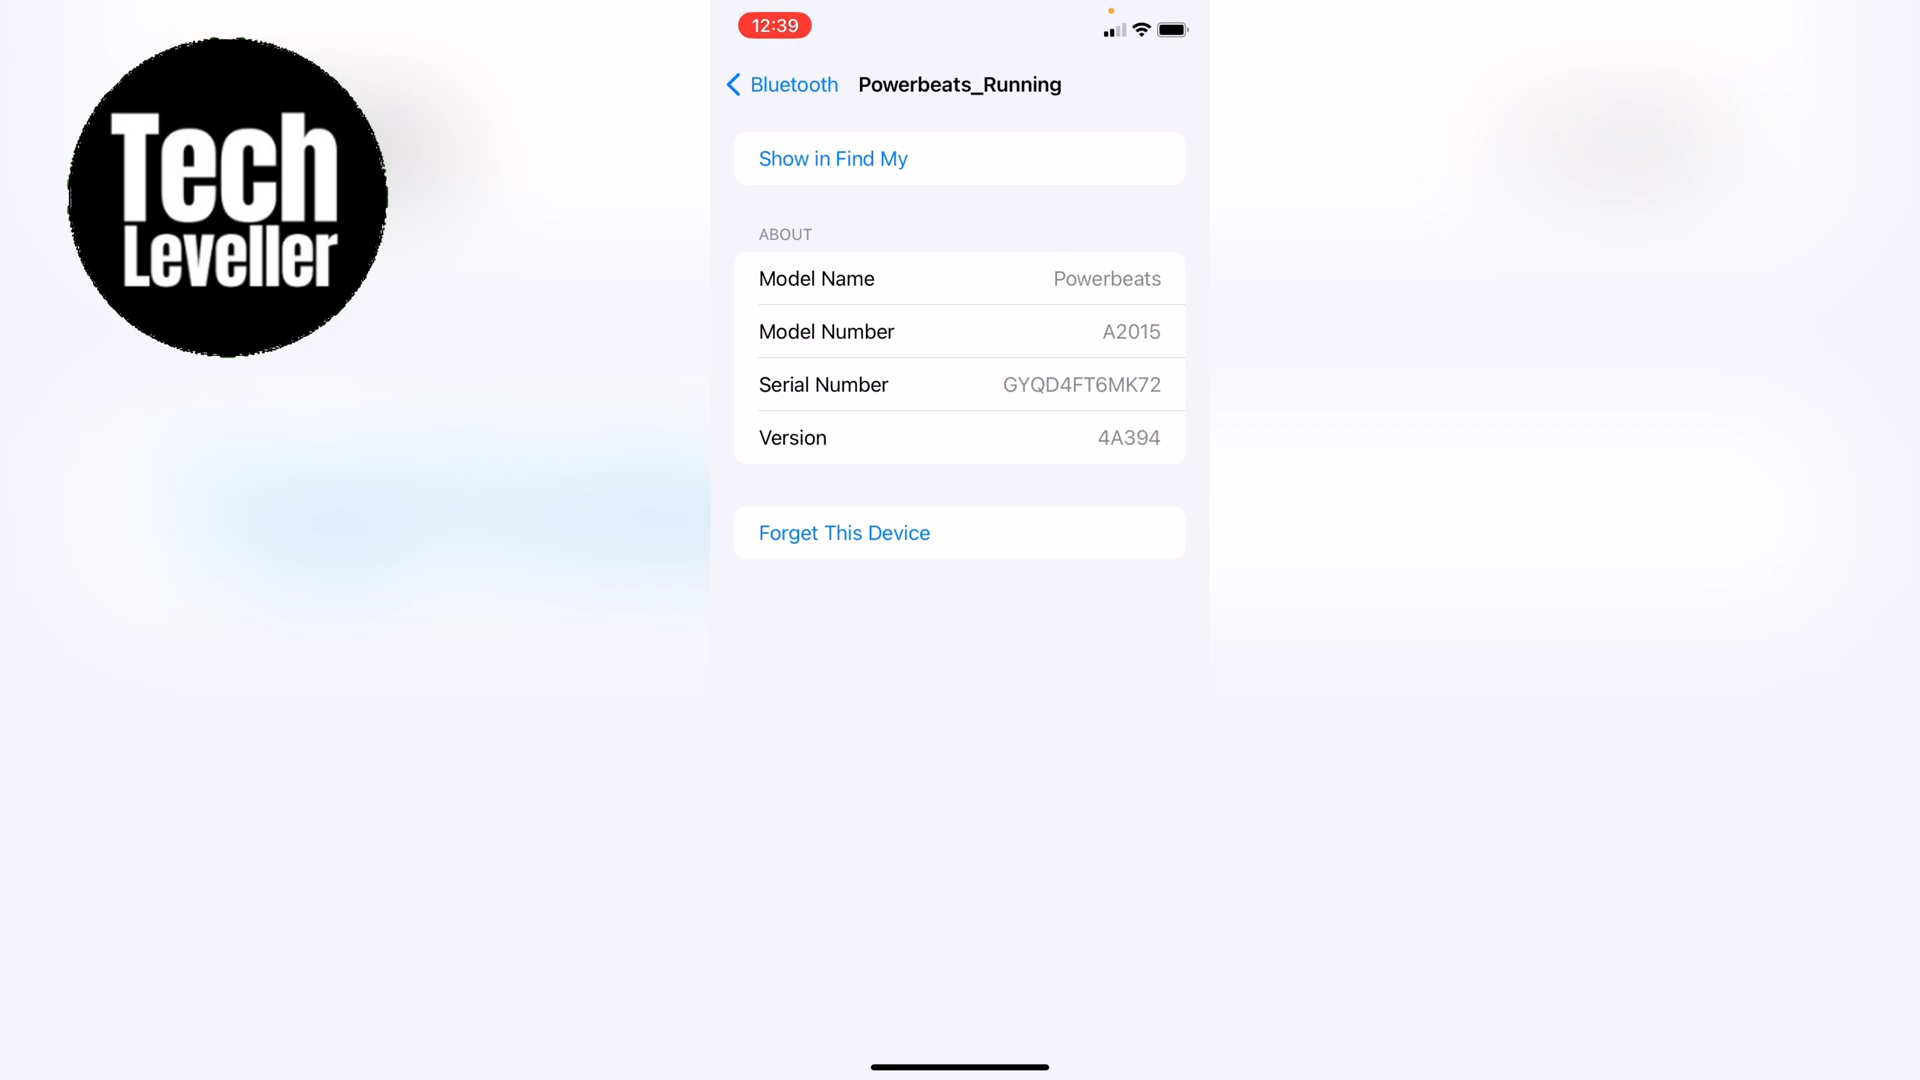 Tech
Leveller
12:39
Bluetooth Powerbeats_Running
Show in Find My
ABOUT
Model Name Powerbeats
Model Number A2015
Serial Number GYQD4FT6MK72
Version 4A394
Forget This Device